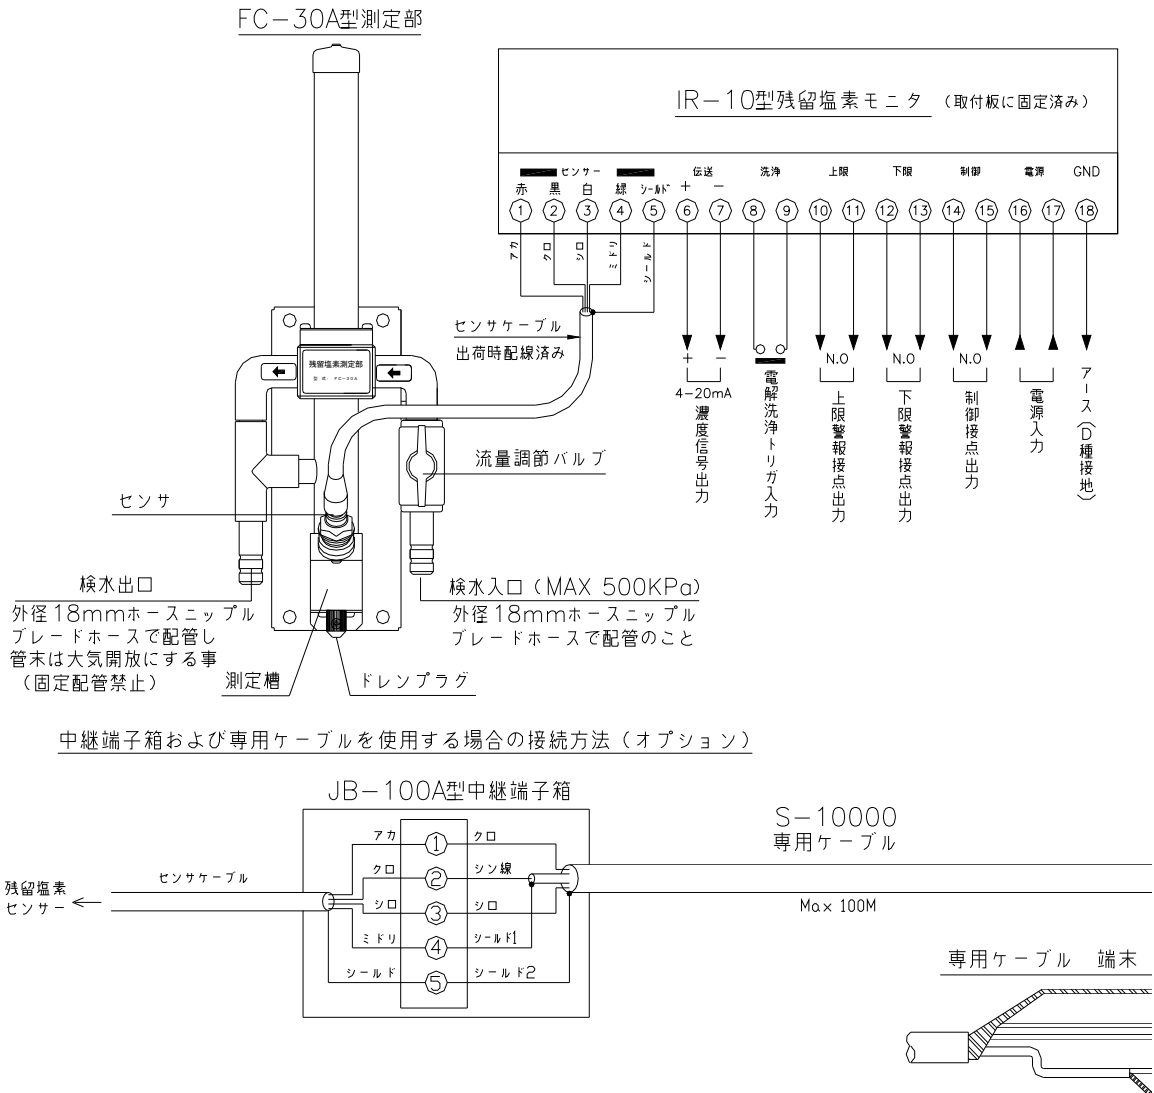 FC－30A型測定部
IR－10型残留塩素モニタ （取付板に固定済み）
センサー 伝送 洗浄 上限 下限 制御 電源 GND
赤 黒 白 緑 シールド ＋ －
1 2 3 4 5 6 7 8 9 10 11 12 13 14 15 16 17 18
アカ
クロ
シロ
ミドリ
シールド
センサケーブル
出荷時配線済み
＋ －
4－20mA
濃度信号出力
電解洗浄トリガ入力
N.O
上限警報接点出力
N.O
下限警報接点出力
N.O
制御接点出力
電源入力
アース（D種接地）
残留塩素測定部
型 式: FC-30A
流量調節バルブ
センサ
検水出口
外径18mmホースニップル
ブレードホースで配管し
管末は大気開放にする事
（固定配管禁止）
検水入口（MAX 500KPa）
外径18mmホースニップル
ブレードホースで配管のこと
測定槽
ドレンプラグ
中継端子箱および専用ケーブルを使用する場合の接続方法（オプション）
JB－100A型中継端子箱
S－10000
専用ケーブル
アカ 1 クロ
クロ 2 シン線
シロ 3 シロ
ミドリ 4 シールド1
シールド 5 シールド2
センサケーブル
残留塩素
センサー
Max 100M
専用ケーブル 端末